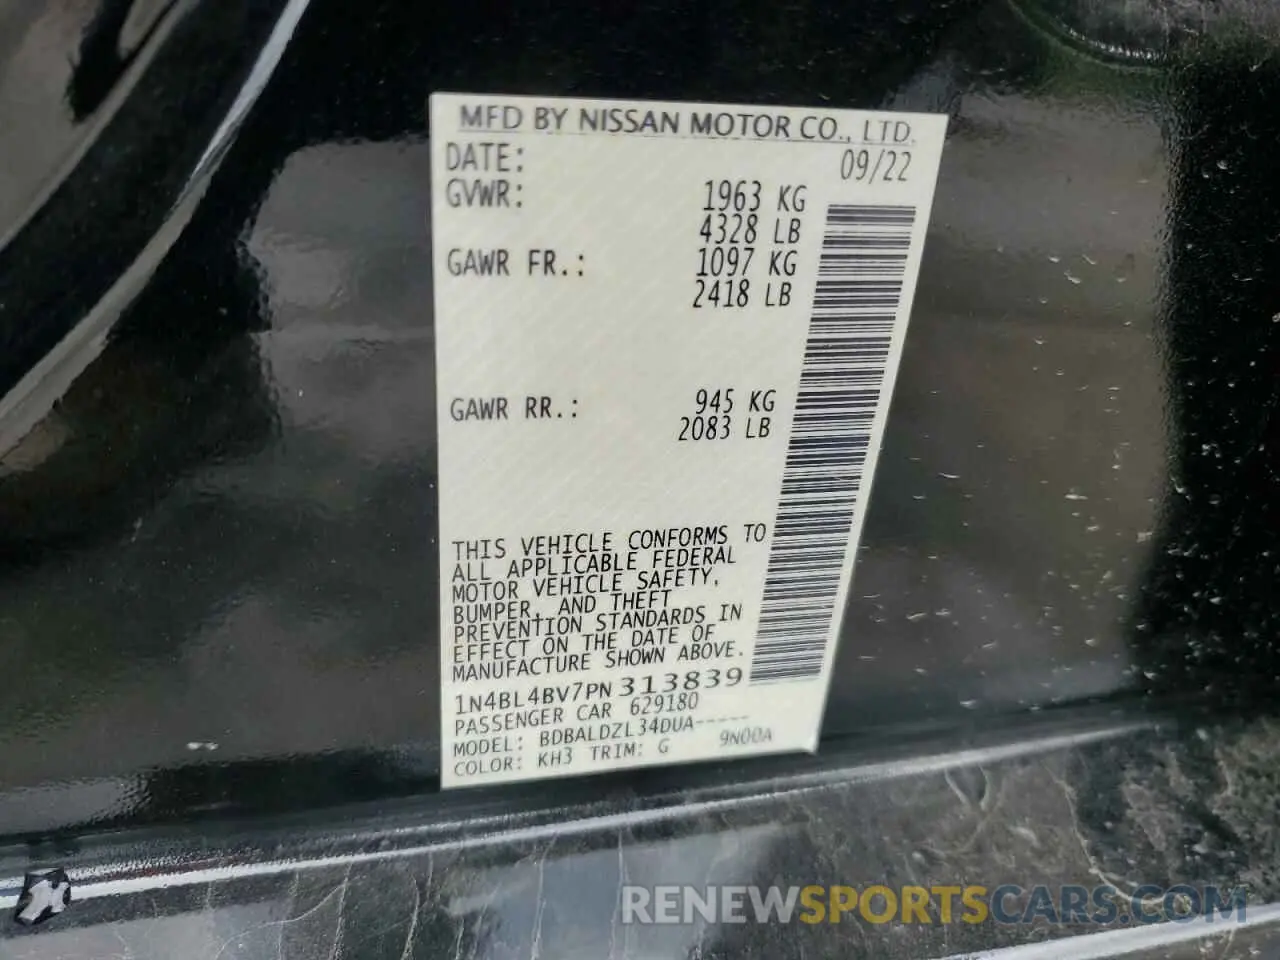 MFD BY NISSAN MOTOR CO., LTD.
DATE: 09/22
GVWR: 1963 KG
4328 LB
GAWR FR.: 1097 KG
2418 LB
GAWR RR.: 945 KG
2083 LB
THIS VEHICLE CONFORMS TO
ALL APPLICABLE FEDERAL
MOTOR VEHICLE SAFETY,
BUMPER, AND THEFT
PREVENTION STANDARDS IN
EFFECT ON THE DATE OF
MANUFACTURE SHOWN ABOVE.
1N4BL4BV7PN313839
PASSENGER CAR 629180
MODEL: BDBALDZL34DUA-----
COLOR: KH3 TRIM: G 9N00A
RENEWSPORTSCARS.COM